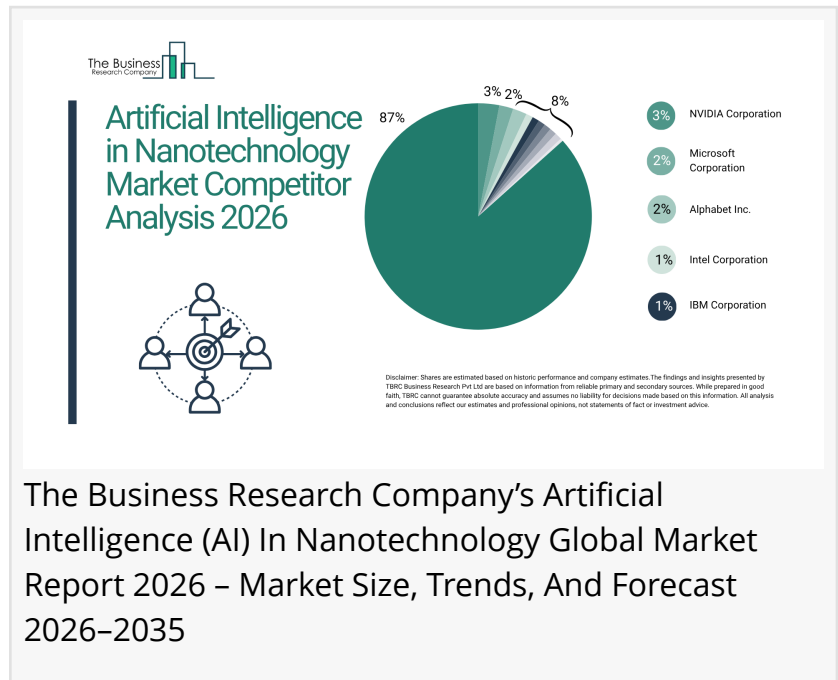 The Business
Research Company
Artificial Intelligence
in Nanotechnology
Market Competitor
Analysis 2026
87%
3%
2%
8%
3%
NVIDIA Corporation
2%
Microsoft
Corporation
2%
Alphabet Inc.
1%
Intel Corporation
1%
IBM Corporation
Disclaimer: Shares are estimated based on historic performance and company estimates.The findings and insights presented by
TBRC Business Research Pvt Ltd are based on information from reliable primary and secondary sources. While prepared in good
faith, TBRC cannot guarantee absolute accuracy and assumes no liability for decisions made based on this information. All analysis
and conclusions reflect our estimates and professional opinions, not statements of fact or investment advice.
The Business Research Company’s Artificial
Intelligence (AI) In Nanotechnology Global Market
Report 2026 – Market Size, Trends, And Forecast
2026–2035